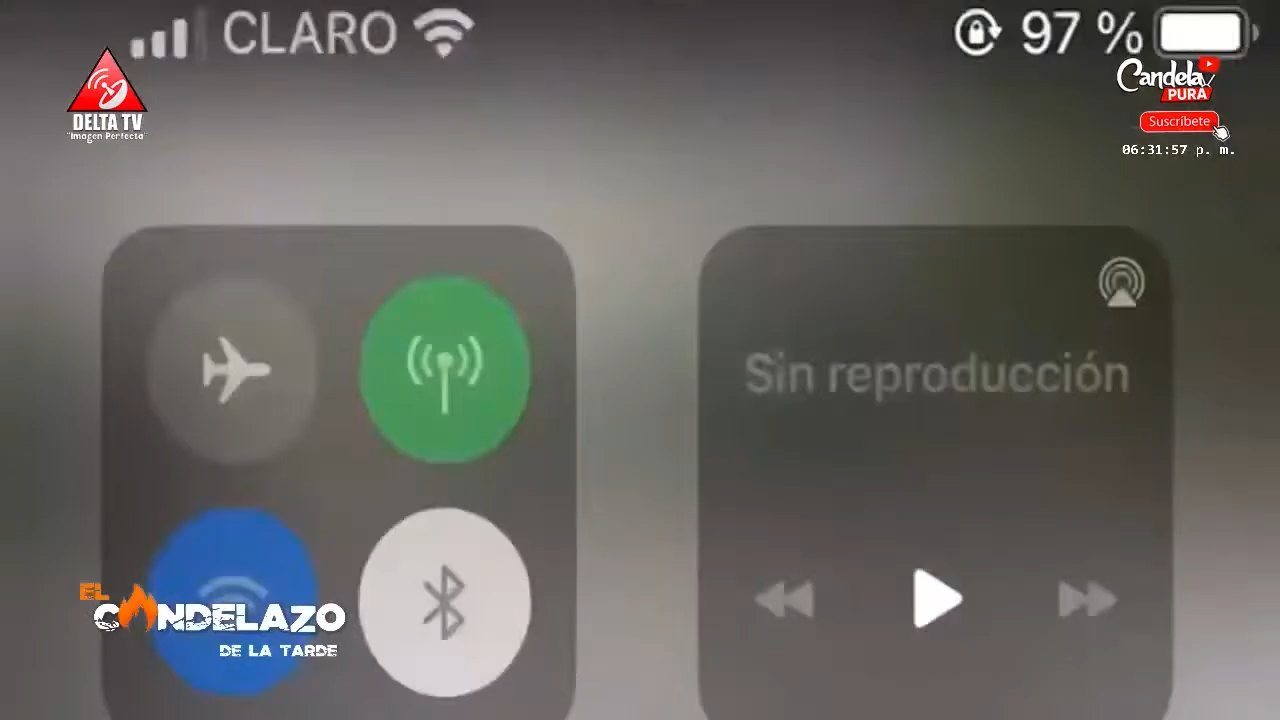 CLARO
97 %
DELTA TV
"Imagen Perfecta"
Candela
PURA
Suscríbete
06:31:57 p. m.
Sin reproducción
EL
CANDELAZO
DE LA TARDE